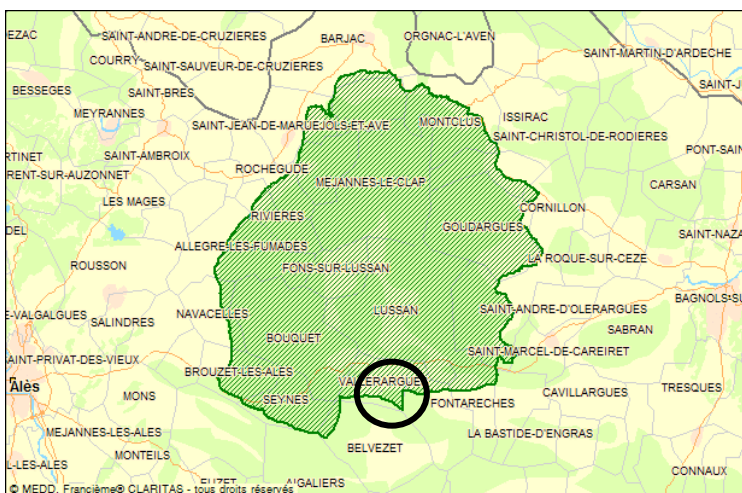 EZAC
SAINT-ANDRE-DE-CRUZIERES
BARJAC
ORGNAC-L'AVEN
SAINT-MARTIN-D'ARDECHE
COURRY
SAINT-SAUVEUR-DE-CRUZIERES
BESSEGES
SAINT-BRES
SAINT-J
MEYRANNES
SAINT-JEAN-DE-MARUEJOLS-ET-AVE
MONTCLUS
ISSIRAC
SAINT-CHRISTOL-DE-RODIERES
PONT-SAIN
RTINET
SAINT-AMBROIX
RENT-SUR-AUZONNET
ROCHEGUDE
MEJANNES-LE-CLAP
CARSAN
LES MAGES
RIVIERES
CORNILLON
DEL
GOUDARGUES
SAINT-NAZA
ALLEGRE-LES-FUMADES
LA ROQUE-SUR-CEZE
ROUSSON
FONS-SUR-LUSSAN
BAGNOLS-SU
E-VALGALGUES
SALINDRES
NAVACELLES
LUSSAN
SAINT-ANDRE-D'OLERARGUES
SABRAN
BOUQUET
SAINT-MARCEL-DE-CAREIRET
AINT-PRIVAT-DES-VIEUX
BROUZET-LES-ALES
VALLERARGUES
Alès
MONS
SEYNES
FONTARECHES
CAVILLARGUES
TRESQUES
MEJANNES-LES-ALES
LA BASTIDE-D'ENGRAS
BELVEZET
MONTEILS
L-LES-ALES
CONNAUX
EUZET
AIGALIERS
© MEDD, Francième® CLARITAS - tous droits réservés